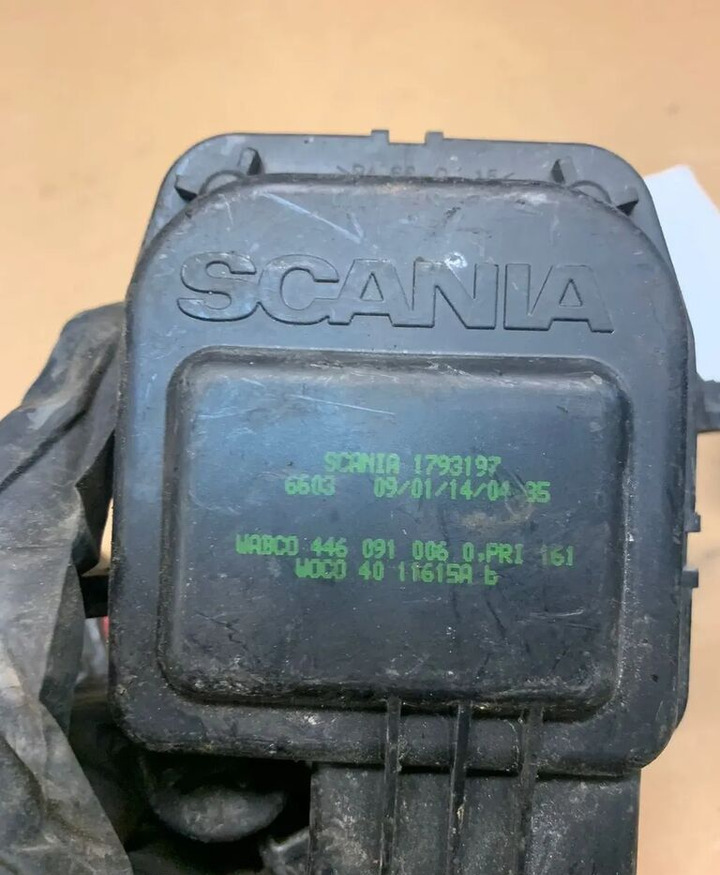 SCANIA
SCANIA 1793197
6603 09/01/14/04 35
WABCO 446 091 006 0,PRI 161
WOCO 40 11615A 6